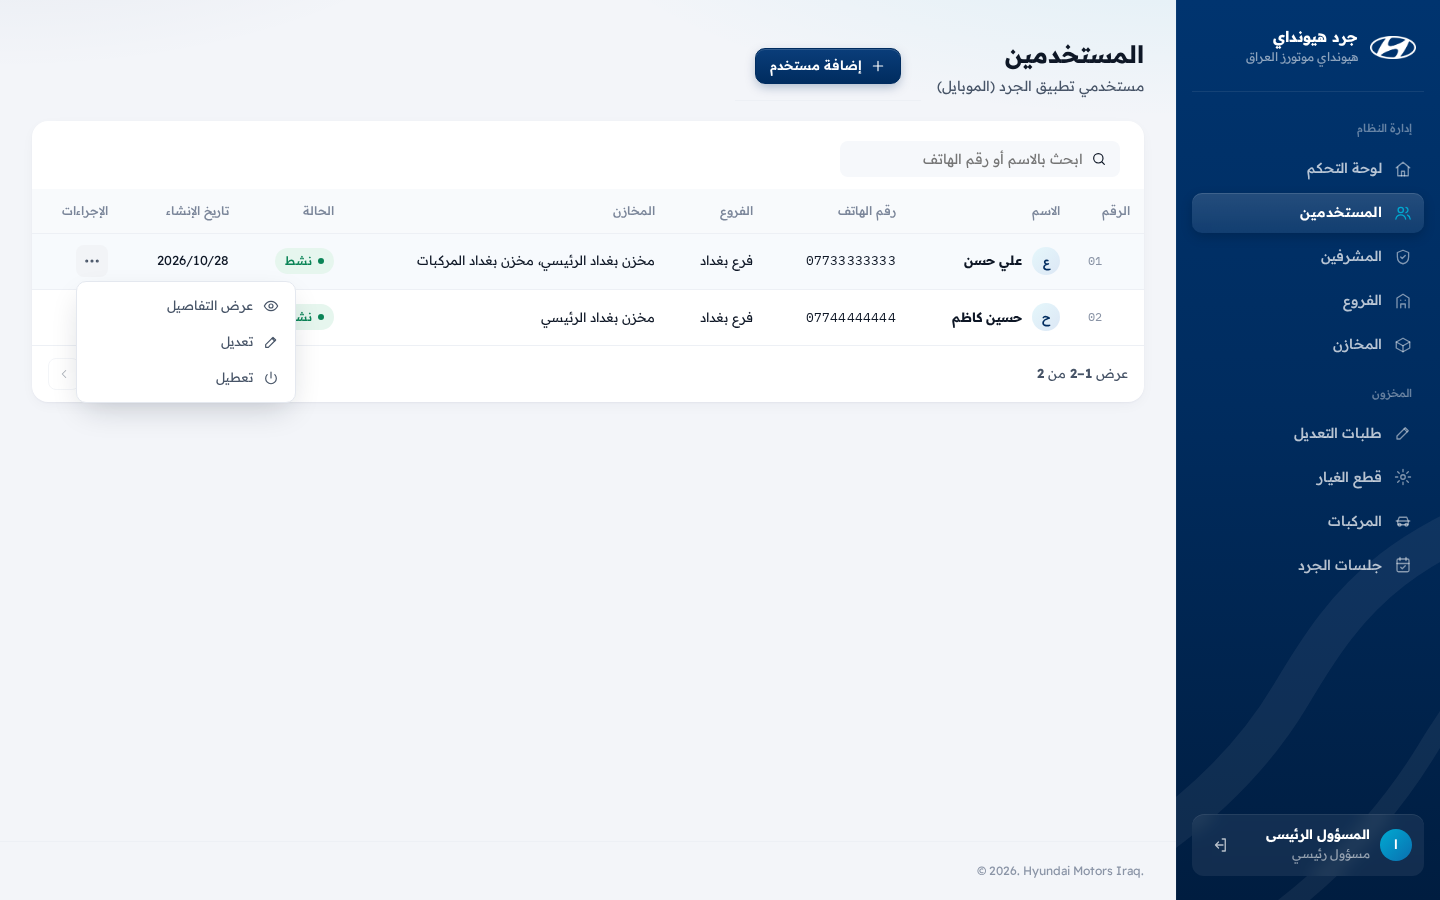 جرد هيونداي
هيونداي موتورز العراق
إدارة النظام
لوحة التحكم
المستخدمين
المشرفين
الفروع
المخازن
المخزون
طلبات التعديل
قطع الغيار
المركبات
جلسات الجرد
المسؤول الرئيسي
مسؤول رئيسي
ا
المستخدمين
مستخدمي تطبيق الجرد (الموبايل)
إضافة مستخدم
ابحث بالاسم أو رقم الهاتف
الرقم الاسم رقم الهاتف الفروع المخازن الحالة تاريخ الإنشاء الإجراءات
01 ع علي حسن 07733333333 فرع بغداد مخزن بغداد الرئيسي، مخزن بغداد المركبات نشط 2026/10/28
02 ح حسين كاظم 07744444444 فرع بغداد مخزن بغداد الرئيسي
عرض التفاصيل
تعديل
تعطيل
عرض 1–2 من 2
© 2026. Hyundai Motors Iraq.